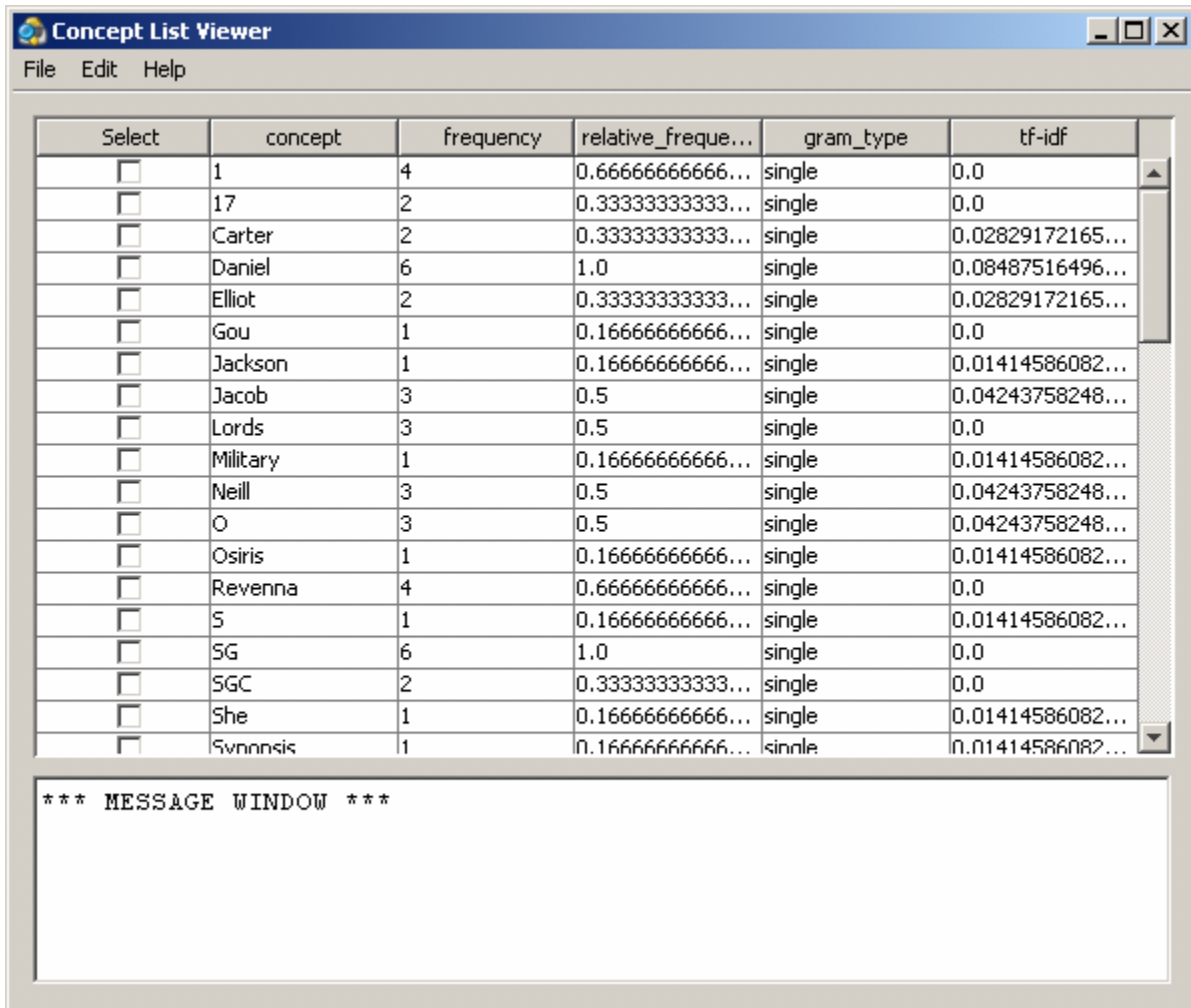 Concept List Viewer
File Edit Help
Select concept frequency relative_freque... gram_type tf-idf
1 4 0.66666666666... single 0.0
17 2 0.33333333333... single 0.0
Carter 2 0.33333333333... single 0.02829172165...
Daniel 6 1.0 single 0.08487516496...
Elliot 2 0.33333333333... single 0.02829172165...
Gou 1 0.16666666666... single 0.0
Jackson 1 0.16666666666... single 0.01414586082...
Jacob 3 0.5 single 0.04243758248...
Lords 3 0.5 single 0.0
Military 1 0.16666666666... single 0.01414586082...
Neill 3 0.5 single 0.04243758248...
O 3 0.5 single 0.04243758248...
Osiris 1 0.16666666666... single 0.01414586082...
Revenna 4 0.66666666666... single 0.0
S 1 0.16666666666... single 0.01414586082...
SG 6 1.0 single 0.0
SGC 2 0.33333333333... single 0.0
She 1 0.16666666666... single 0.01414586082...
Synopsis 1 0.16666666666... single 0.01414586082...
*** MESSAGE WINDOW ***